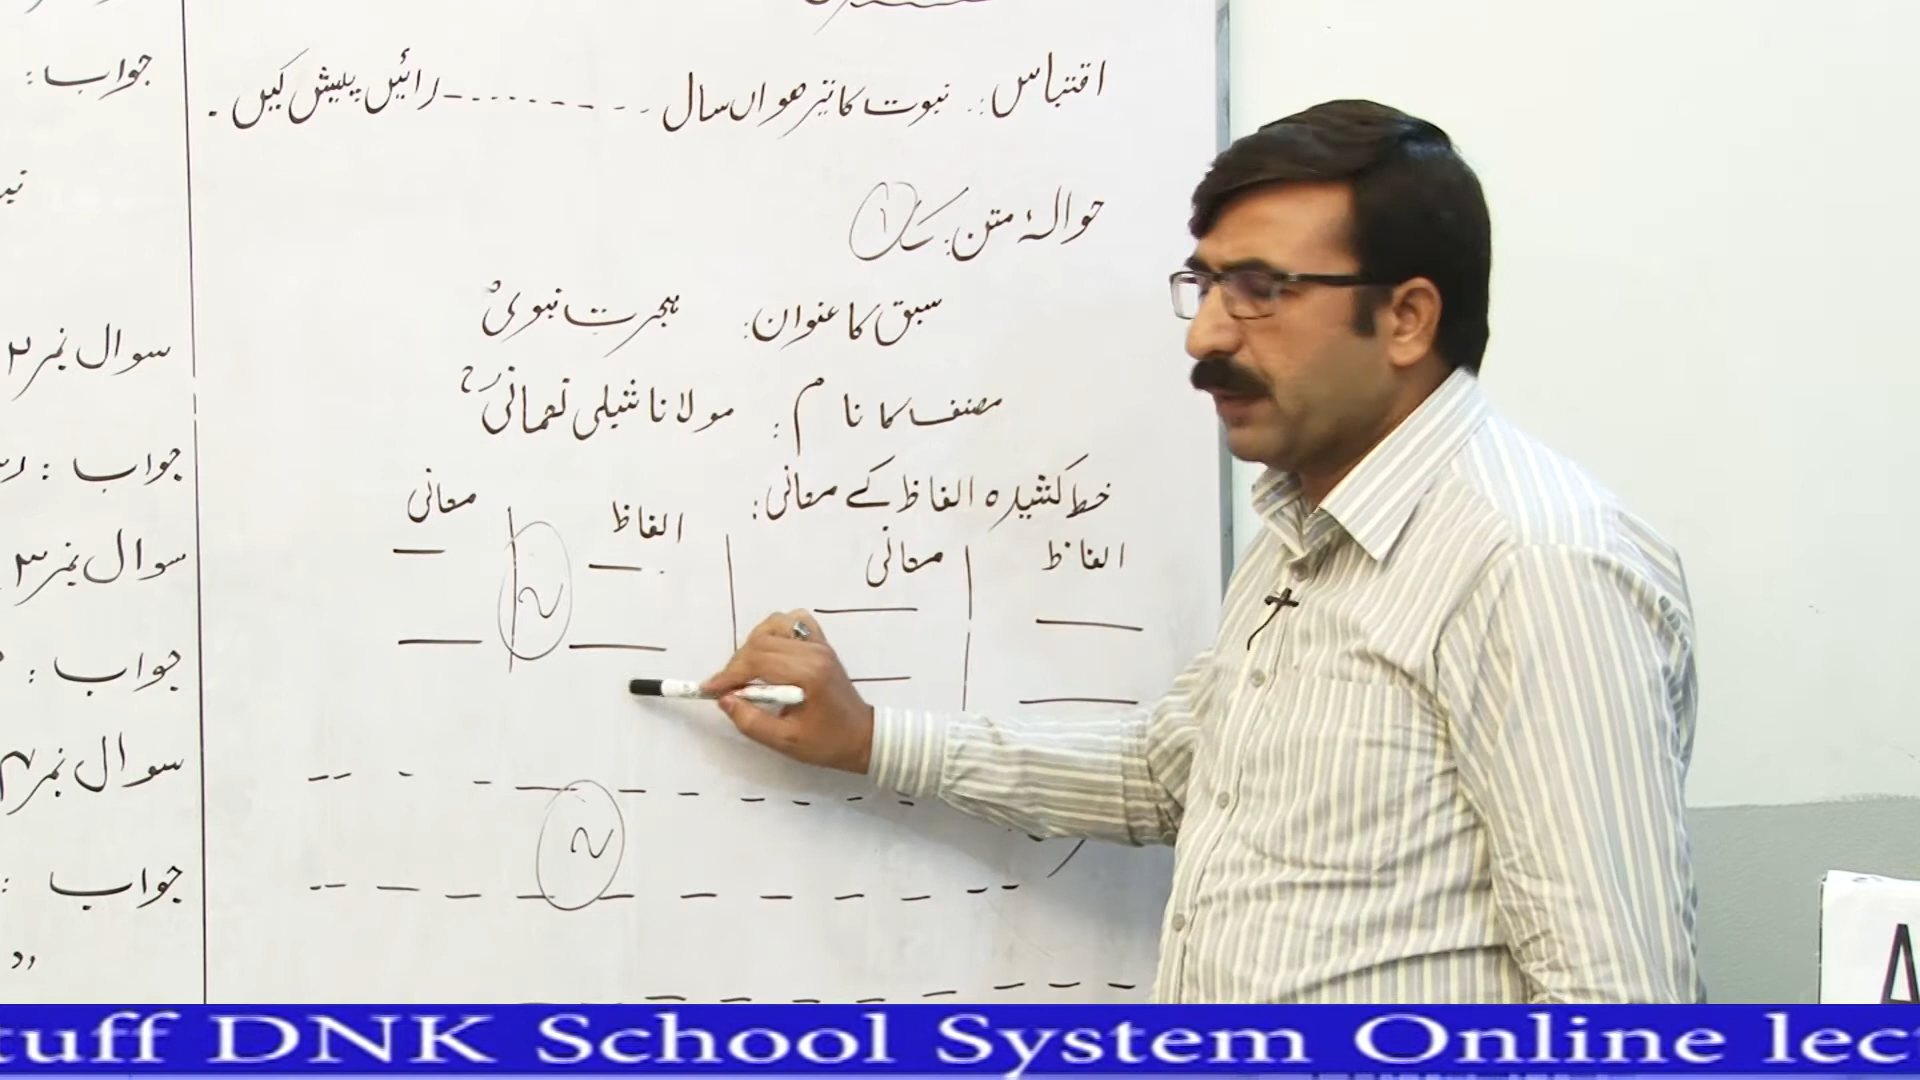 اقتباس: نبوت کا تیرھواں سال ---------- رائیں پیش کیں ۔
حوالۂ متن: ۱
سبق کا عنوان: ہجرت نبویؐ
مصنف کا نام: مولانا شبلی نعمانیؒ
خط کشیدہ الفاظ کے معانی:
الفاظ معانی الفاظ معانی
۲
۲
جواب :
سوال نمبر ۲
جواب :
سوال نمبر ۳
جواب :
سوال نمبر ۴
جواب :
tuff DNK School System Online lect
A